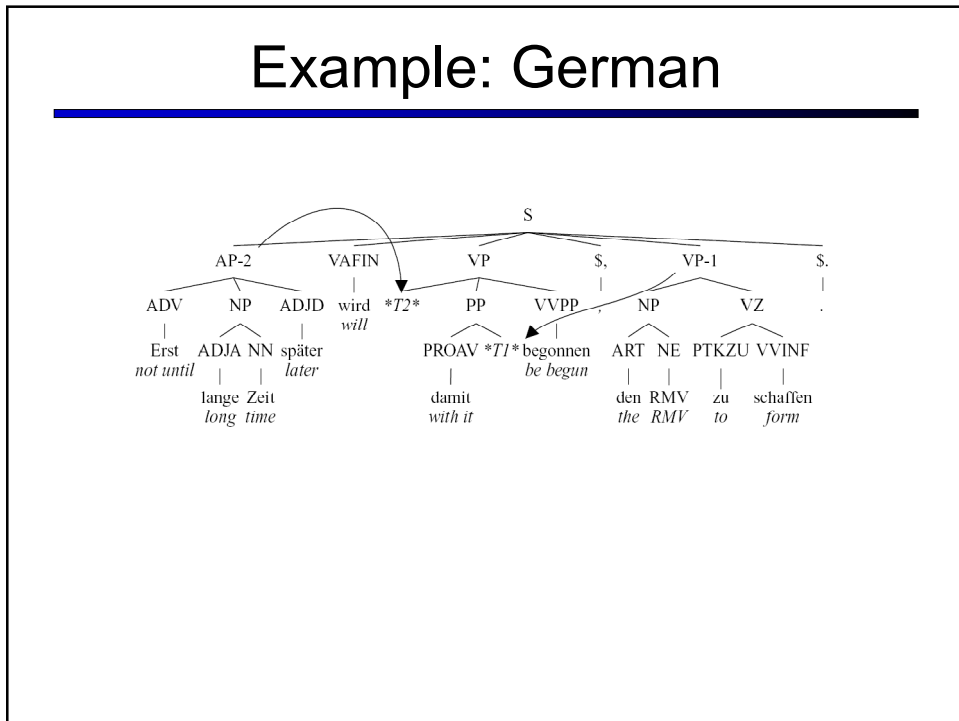 Example: German
S
AP-2 VAFIN VP $, VP-1 $.
ADV NP ADJD wird *T2* PP VVPP , NP VZ .
will
Erst ADJA NN später PROAV *T1* begonnen ART NE PTKZU VVINF
not until later be begun
lange Zeit damit den RMV zu schaffen
long time with it the RMV to form